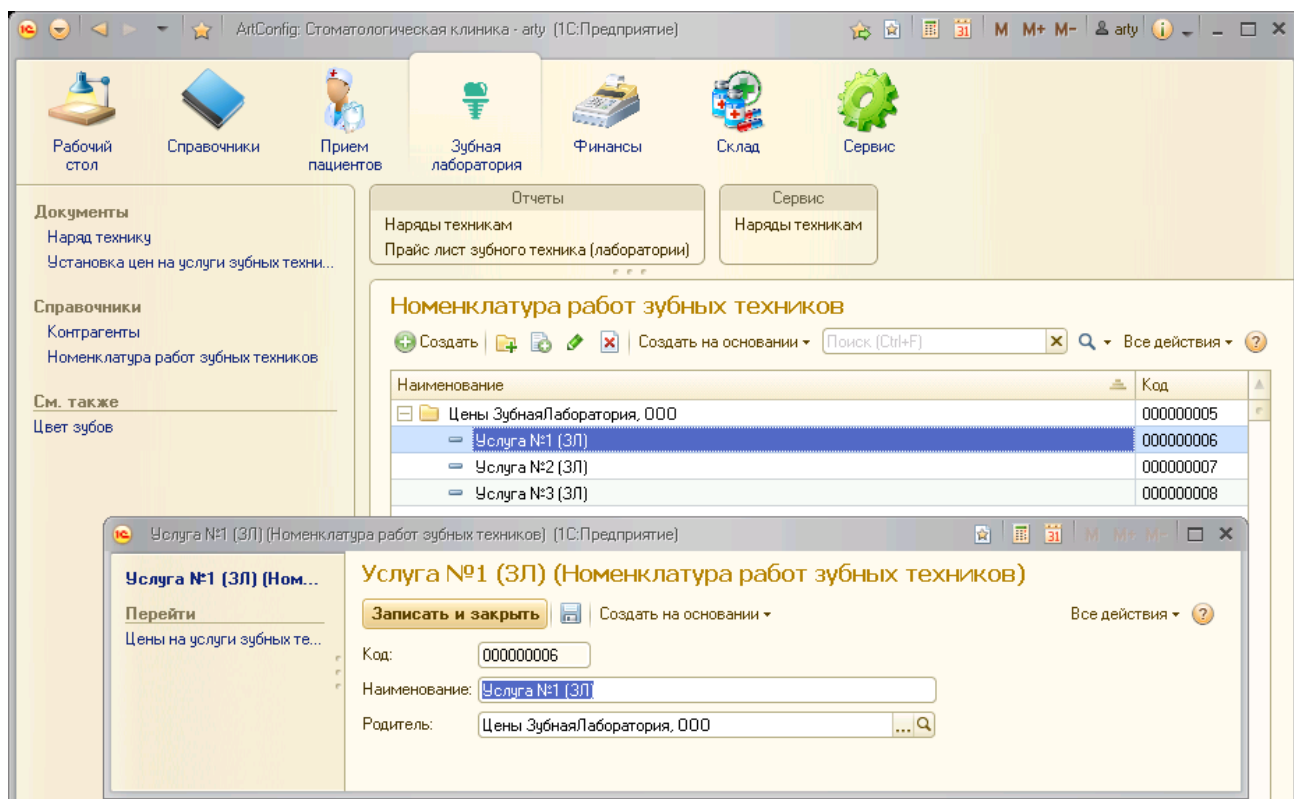 ArtConfig: Стоматологическая клиника - arty (1С:Предприятие)
31 M M+ M- arty
Рабочий стол
Справочники
Прием пациентов
Зубная лаборатория
Финансы
Склад
Сервис
Документы
Наряд технику
Установка цен на услуги зубных техни...
Справочники
Контрагенты
Номенклатура работ зубных техников
См. также
Цвет зубов
Отчеты
Наряды техникам
Прайс лист зубного техника (лаборатории)
Сервис
Наряды техникам
Номенклатура работ зубных техников
Создать Создать на основании Поиск (Ctrl+F) Все действия
Наименование Код
Цены ЗубнаяЛаборатория, ООО 000000005
Услуга №1 (ЗЛ) 000000006
Услуга №2 (ЗЛ) 000000007
Услуга №3 (ЗЛ) 000000008
Услуга №1 (ЗЛ) (Номенклатура работ зубных техников) (1С:Предприятие) 31 M M+ M-
Услуга №1 (ЗЛ) (Ном...
Перейти
Цены на услуги зубных те...
Услуга №1 (ЗЛ) (Номенклатура работ зубных техников)
Записать и закрыть Создать на основании Все действия
Код: 000000006
Наименование: Услуга №1 (ЗЛ)
Родитель: Цены ЗубнаяЛаборатория, ООО ...